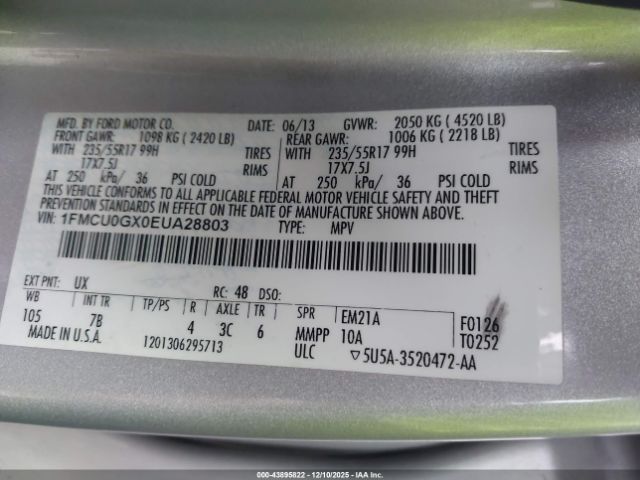 MFD. BY FORD MOTOR CO. DATE: 06/13 GVWR: 2050 KG ( 4520 LB)
FRONT GAWR: 1098 KG ( 2420 LB) REAR GAWR: 1006 KG ( 2218 LB)
WITH 235/55R17 99H TIRES WITH 235/55R17 99H TIRES
17X7.5J RIMS 17X7.5J RIMS
AT 250 kPa/ 36 PSI COLD AT 250 kPa/ 36 PSI COLD
THIS VEHICLE CONFORMS TO ALL APPLICABLE FEDERAL MOTOR VEHICLE SAFETY AND THEFT
PREVENTION STANDARDS IN EFFECT ON THE DATE OF MANUFACTURE SHOWN ABOVE.
VIN: 1FMCU0GX0EUA28803 TYPE: MPV
EXT PNT: UX RC: 48 DSO:
WB INT TR TP/PS R AXLE TR SPR EM21A F0126
105 7B 4 3C 6 MMPP 10A T0252
MADE IN U.S.A. 1201306295713 ULC ▽5U5A-3520472-AA
000-43895822 - 12/10/2025 - IAA Inc.